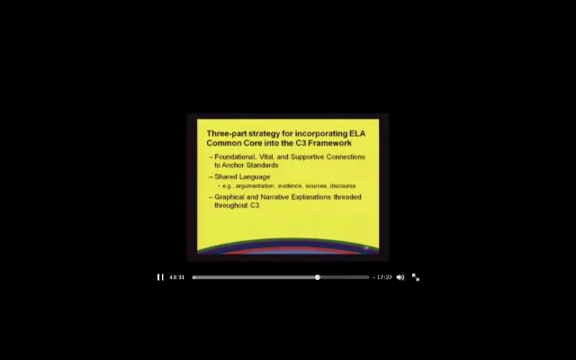 Three-part strategy for incorporating ELA
Common Core into the C3 Framework
– Foundational, Vital, and Supportive Connections
to Anchor Standards
– Shared Language
• e.g., argumentation, evidence, sources, discourse
– Graphical and Narrative Explanations threaded
throughout C3
43:31
- 17:27